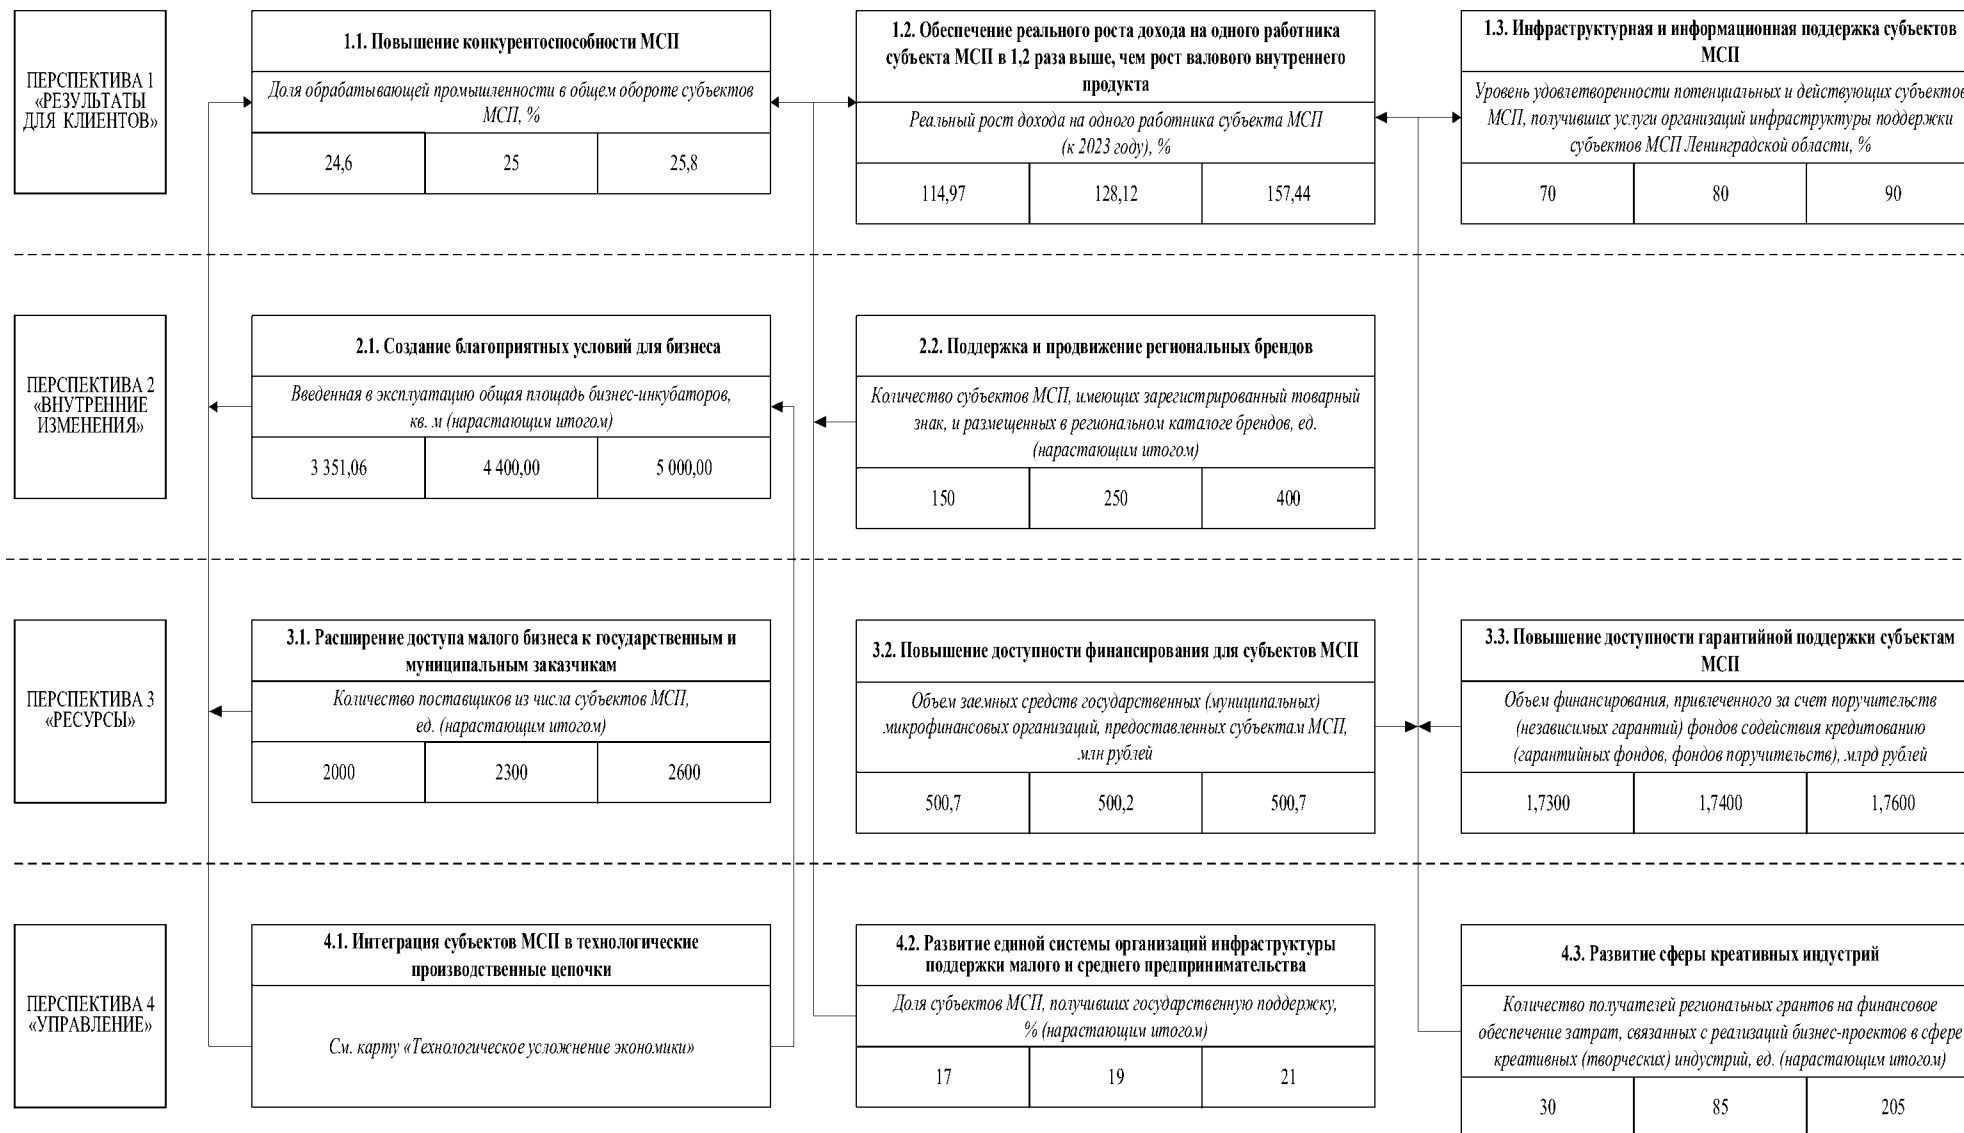 ПЕРСПЕКТИВА 1
«РЕЗУЛЬТАТЫ
ДЛЯ КЛИЕНТОВ»
1.1. Повышение конкурентоспособности МСП
Доля обрабатывающей промышленности в общем обороте субъектов
МСП, %
24,6
25
25,8
1.2. Обеспечение реального роста дохода на одного работника
субъекта МСП в 1,2 раза выше, чем рост валового внутреннего
продукта
Реальный рост дохода на одного работника субъекта МСП
(к 2023 году), %
114,97
128,12
157,44
1.3. Инфраструктурная и информационная поддержка субъектов
МСП
Уровень удовлетворенности потенциальных и действующих субъектов
МСП, получивших услуги организаций инфраструктуры поддержки
субъектов МСП Ленинградской области, %
70
80
90
ПЕРСПЕКТИВА 2
«ВНУТРЕННИЕ
ИЗМЕНЕНИЯ»
2.1. Создание благоприятных условий для бизнеса
Введенная в эксплуатацию общая площадь бизнес-инкубаторов,
кв. м (нарастающим итогом)
3 351,06
4 400,00
5 000,00
2.2. Поддержка и продвижение региональных брендов
Количество субъектов МСП, имеющих зарегистрированный товарный
знак, и размещенных в региональном каталоге брендов, ед.
(нарастающим итогом)
150
250
400
ПЕРСПЕКТИВА 3
«РЕСУРСЫ»
3.1. Расширение доступа малого бизнеса к государственным и
муниципальным заказчикам
Количество поставщиков из числа субъектов МСП,
ед. (нарастающим итогом)
2000
2300
2600
3.2. Повышение доступности финансирования для субъектов МСП
Объем заемных средств государственных (муниципальных)
микрофинансовых организаций, предоставленных субъектам МСП,
млн рублей
500,7
500,2
500,7
3.3. Повышение доступности гарантийной поддержки субъектам
МСП
Объем финансирования, привлеченного за счет поручительств
(независимых гарантий) фондов содействия кредитованию
(гарантийных фондов, фондов поручительств), млрд рублей
1,7300
1,7400
1,7600
ПЕРСПЕКТИВА 4
«УПРАВЛЕНИЕ»
4.1. Интеграция субъектов МСП в технологические
производственные цепочки
См. карту «Технологическое усложнение экономики»
4.2. Развитие единой системы организаций инфраструктуры
поддержки малого и среднего предпринимательства
Доля субъектов МСП, получивших государственную поддержку,
% (нарастающим итогом)
17
19
21
4.3. Развитие сферы креативных индустрий
Количество получателей региональных грантов на финансовое
обеспечение затрат, связанных с реализаций бизнес-проектов в сфере
креативных (творческих) индустрий, ед. (нарастающим итогом)
30
85
205